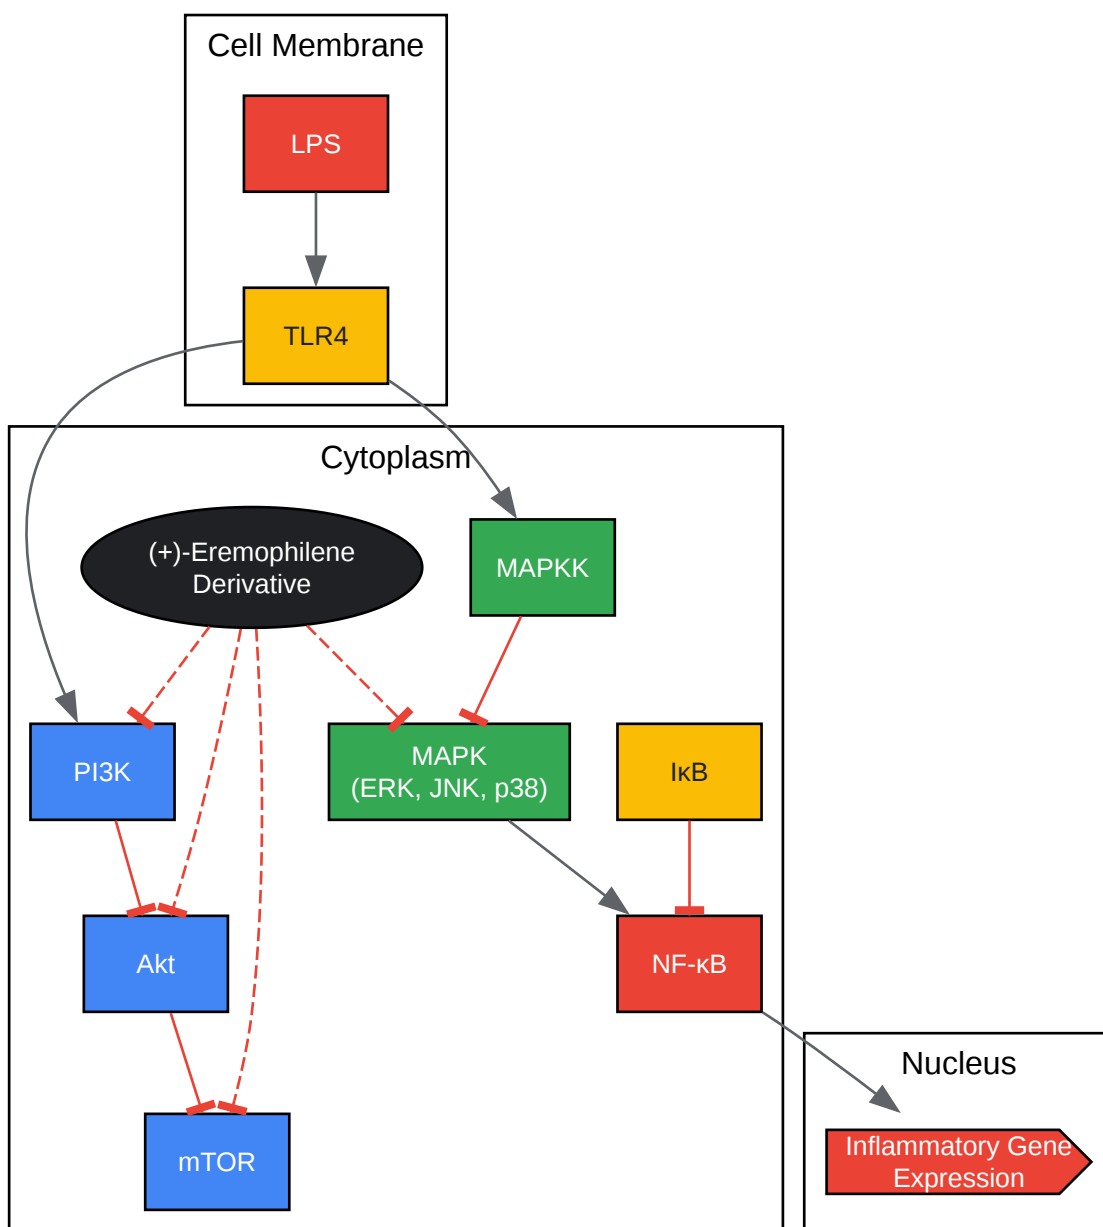 Cell Membrane
LPS
TLR4
Cytoplasm
(+)-Eremophilene
Derivative
MAPKK
PI3K
MAPK
(ERK, JNK, p38)
IκB
Akt
NF-κB
Nucleus
mTOR
Inflammatory Gene
Expression